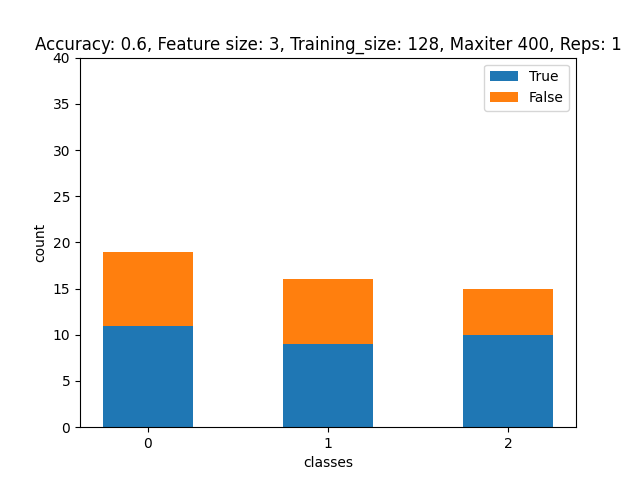 Accuracy: 0.6, Feature size: 3, Training_size: 128, Maxiter 400, Reps: 1
True
False
40
35
30
25
20
15
10
5
0
count
0 1 2
classes